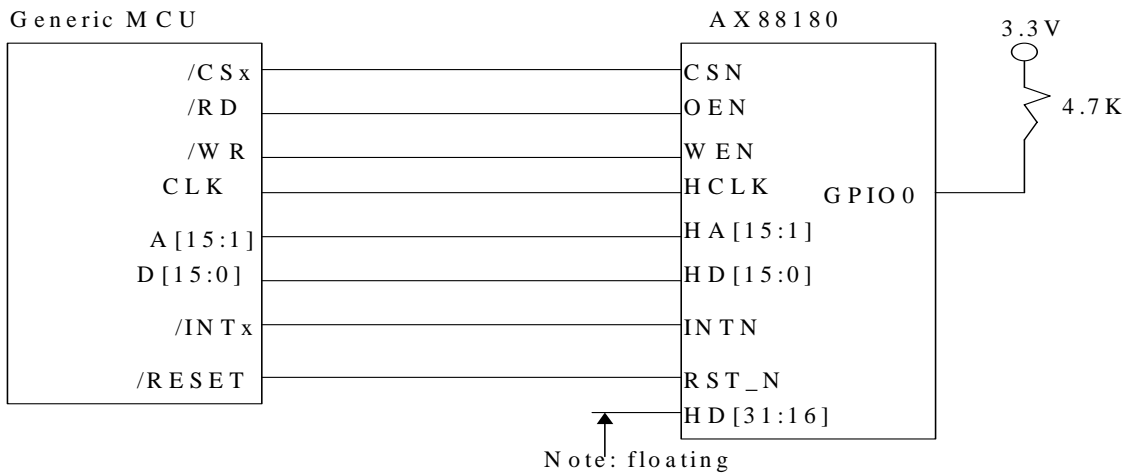 Generic MCU
AX88180
3.3V
/CSx
CSN
/RD
OEN
4.7K
/WR
WEN
CLK
HCLK
GPIO0
A[15:1]
HA[15:1]
D[15:0]
HD[15:0]
/INTx
INTN
/RESET
RST_N
HD[31:16]
Note: floating